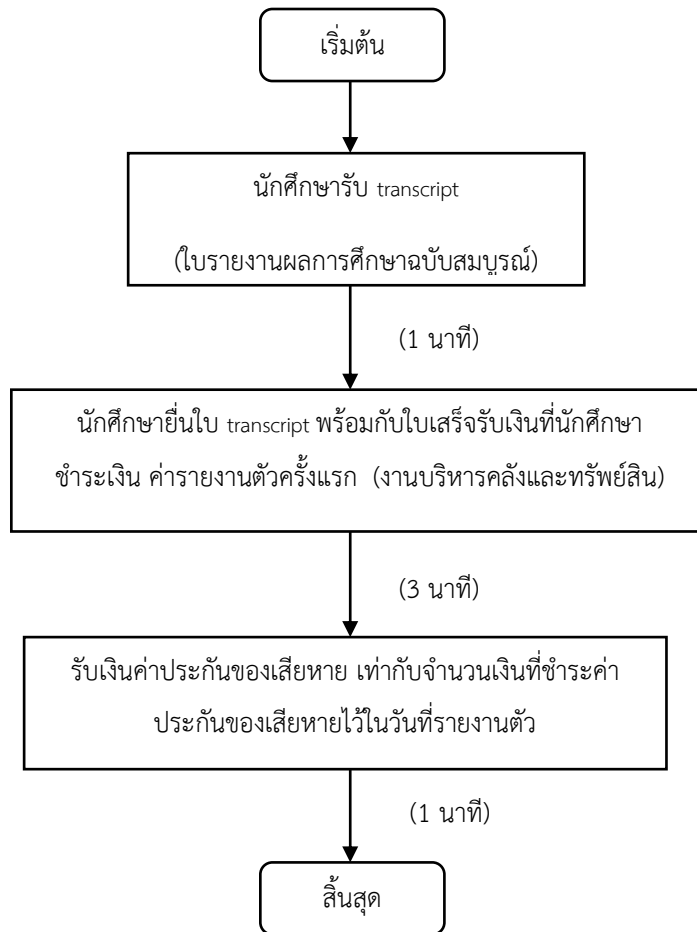 เริ่มต้น
นักศึกษารับ transcript
(ใบรายงานผลการศึกษาฉบับสมบูรณ์)
(1 นาที)
นักศึกษายื่นใบ transcript พร้อมกับใบเสร็จรับเงินที่นักศึกษา
ชำระเงิน ค่ารายงานตัวครั้งแรก (งานบริหารคลังและทรัพย์สิน)
(3 นาที)
รับเงินค่าประกันของเสียหาย เท่ากับจำนวนเงินที่ชำระค่า
ประกันของเสียหายไว้ในวันที่รายงานตัว
(1 นาที)
สิ้นสุด